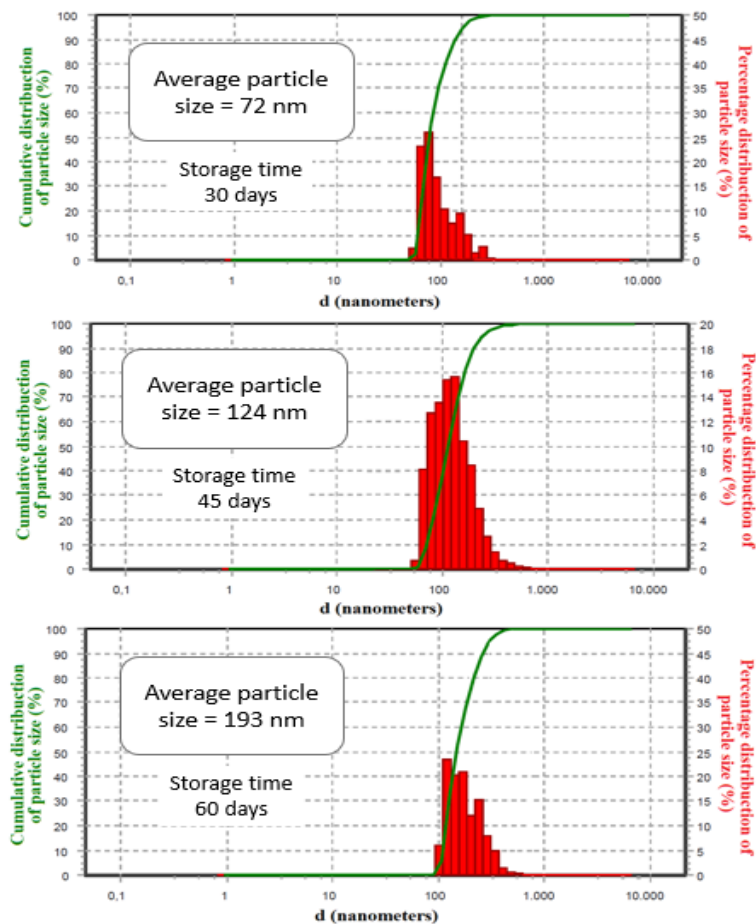 Cumulative distribution
of particle size (%)
100
90
80
70
60
50
40
30
20
10
0
Average particle
size = 72 nm
Storage time
30 days
50
45
40
35
30
25
20
15
10
5
0
Percentage distribution of
particle size (%)
0,1 1 10 100 1.000 10.000
d (nanometers)
Cumulative distribution
of particle size (%)
100
90
80
70
60
50
40
30
20
10
0
Average particle
size = 124 nm
Storage time
45 days
20
18
16
14
12
10
8
6
4
2
0
Percentage distribution of
particle size (%)
0,1 1 10 100 1.000 10.000
d (nanometers)
Cumulative distribution
of particle size (%)
100
90
80
70
60
50
40
30
20
10
0
Average particle
size = 193 nm
Storage time
60 days
50
45
40
35
30
25
20
15
10
5
0
Percentage distribution of
particle size (%)
0,1 1 10 100 1.000 10.000
d (nanometers)